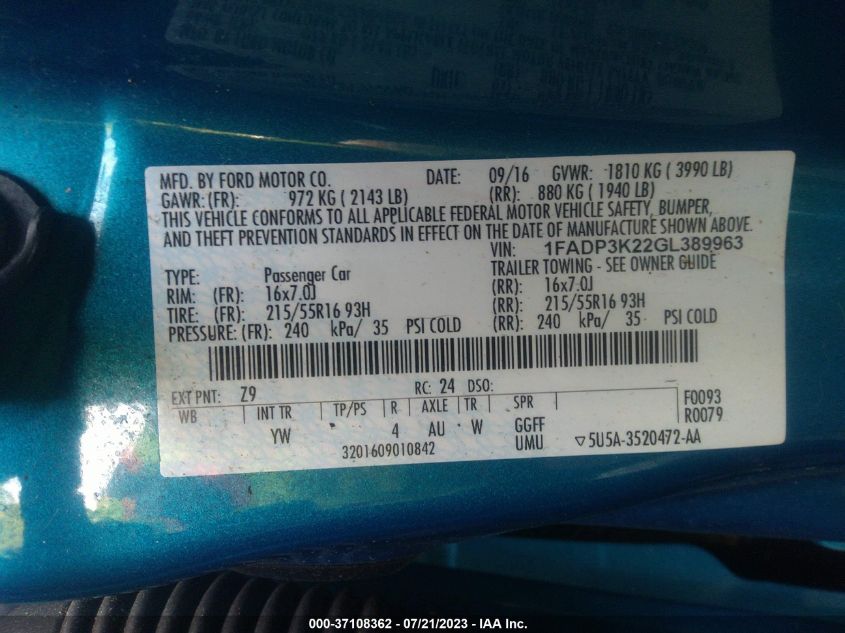 MFD. BY FORD MOTOR CO. DATE: 09/16 GVWR: 1810 KG ( 3990 LB)
GAWR:(FR): 972 KG ( 2143 LB) (RR): 880 KG ( 1940 LB)
THIS VEHICLE CONFORMS TO ALL APPLICABLE FEDERAL MOTOR VEHICLE SAFETY, BUMPER,
AND THEFT PREVENTION STANDARDS IN EFFECT ON THE DATE OF MANUFACTURE SHOWN ABOVE.
VIN: 1FADP3K22GL389963
TYPE: Passenger Car TRAILER TOWING - SEE OWNER GUIDE
RIM: (FR): 16x7.0J (RR): 16x7.0J
TIRE: (FR): 215/55R16 93H (RR): 215/55R16 93H
PRESSURE: (FR): 240 kPa/ 35 PSI COLD (RR): 240 kPa/ 35 PSI COLD
EXT PNT: Z9 RC: 24 DSO: F0093
WB INT TR TP/PS R AXLE TR SPR R0079
YW 4 AU W GGFF
UMU ▽5U5A-3520472-AA
3201609010842
000-37108362 - 07/21/2023 - IAA Inc.